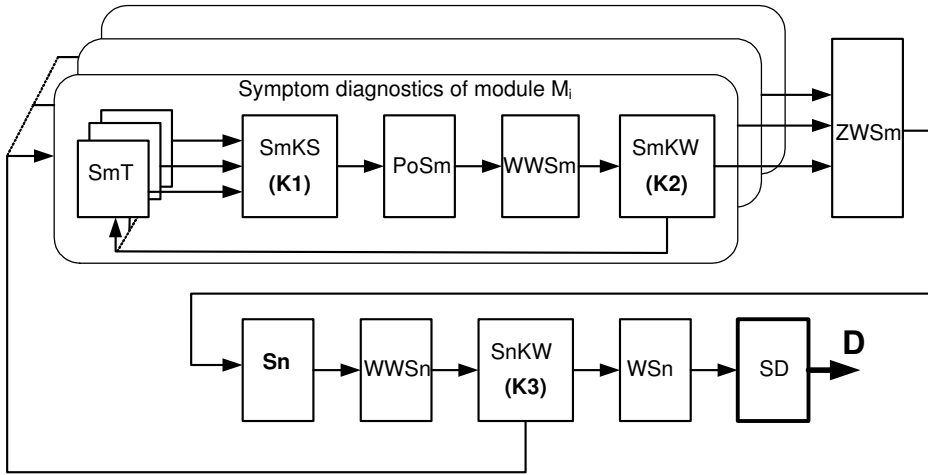 Symptom diagnostics of module Mi
SmT
SmKS
(K1)
PoSm
WWSm
SmKW
(K2)
ZWSm
Sn
WWSn
SnKW
(K3)
WSn
SD
D